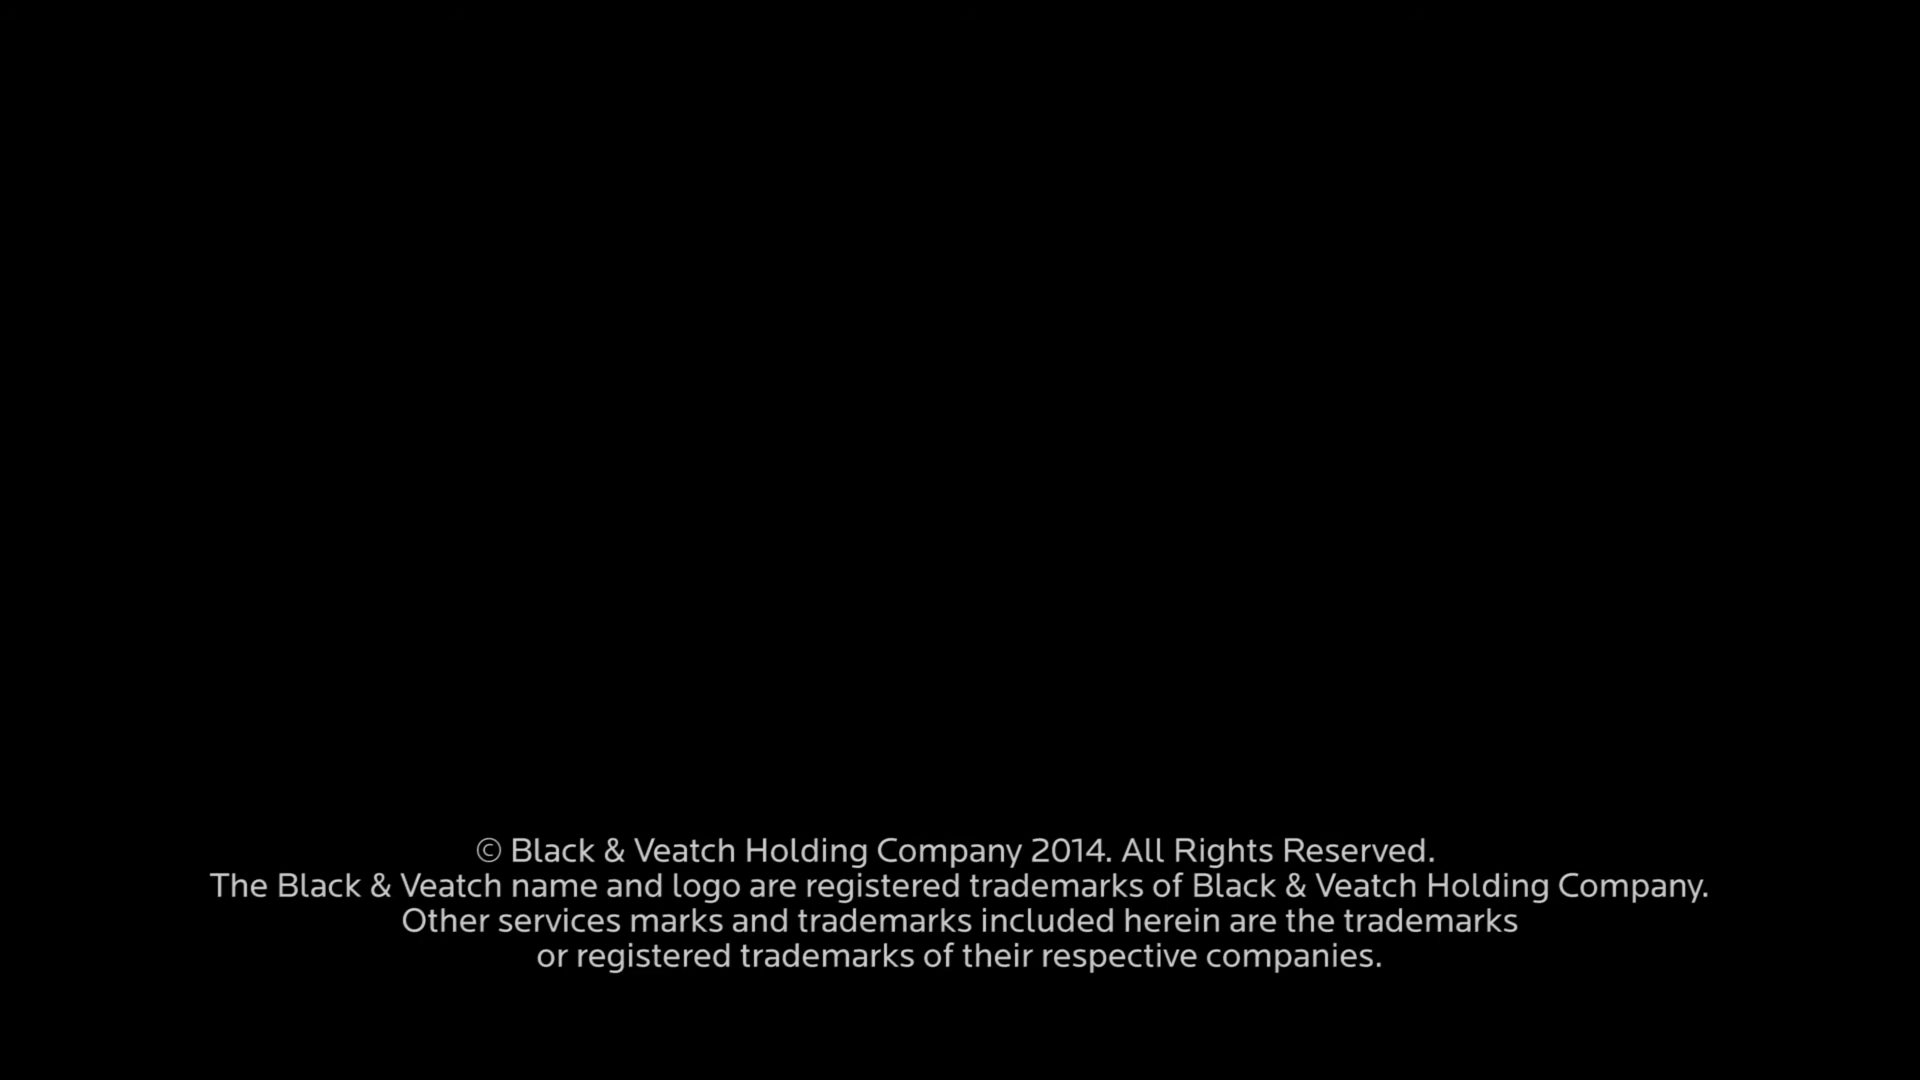 © Black & Veatch Holding Company 2014. All Rights Reserved.
The Black & Veatch name and logo are registered trademarks of Black & Veatch Holding Company.
Other services marks and trademarks included herein are the trademarks
or registered trademarks of their respective companies.